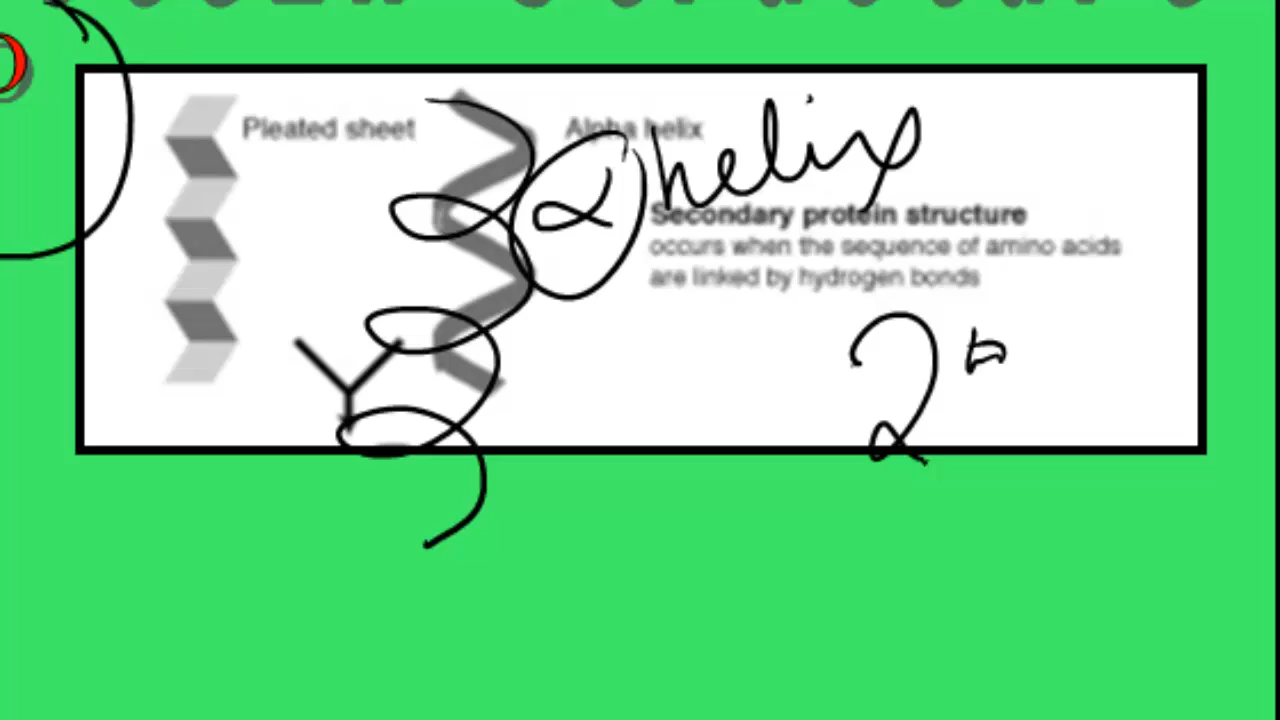 Pleated sheet
Alpha helix
α helix
Secondary protein structure
occurs when the sequence of amino acids
are linked by hydrogen bonds
2°